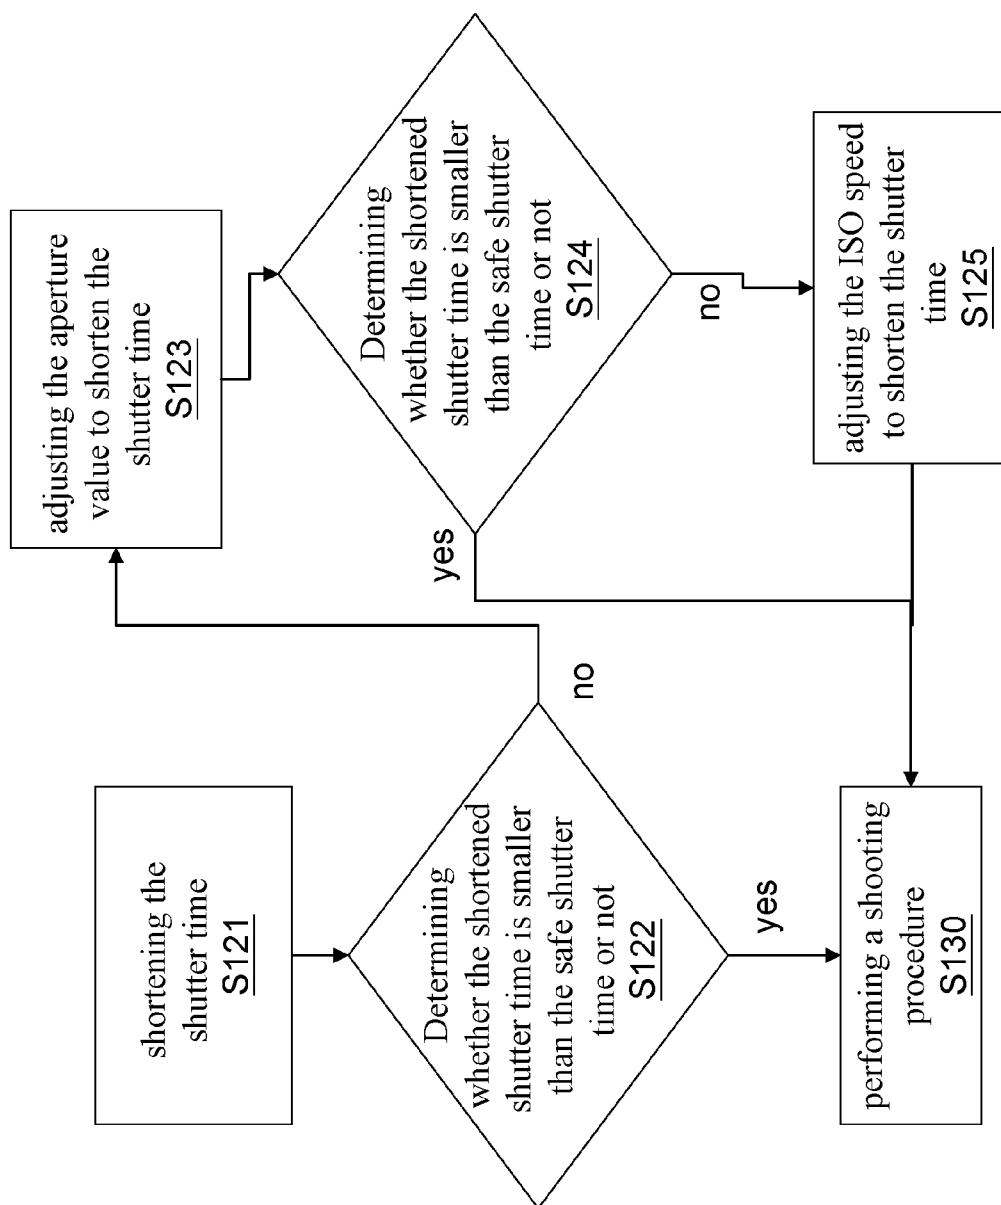 shortening the
shutter time
S121
Determining
whether the shortened
shutter time is smaller
than the safe shutter
time or not
S122
yes
no
performing a shooting
procedure
S130
adjusting the aperture
value to shorten the
shutter time
S123
Determining
whether the shortened
shutter time is smaller
than the safe shutter
time or not
S124
yes
no
adjusting the ISO speed
to shorten the shutter
time
S125